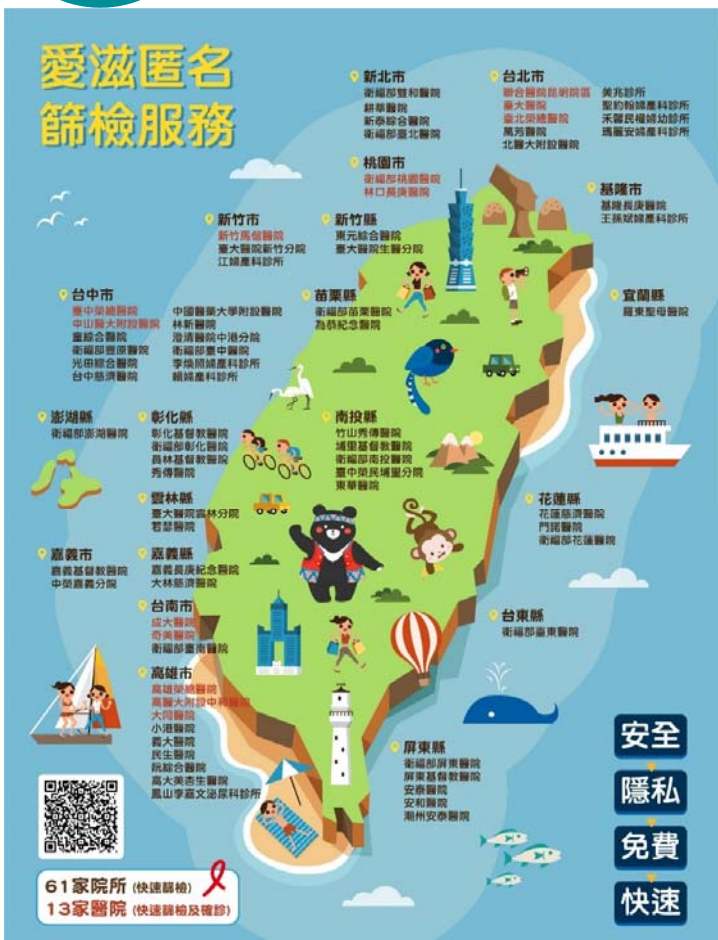 愛滋匿名
篩檢服務
新北市
衛福部雙和醫院
耕莘醫院
新泰綜合醫院
衛福部臺北醫院
台北市
聯合醫院昆明院區
臺大醫院
臺北榮總醫院
萬芳醫院
北醫大附設醫院
美兆診所
聖約翰婦產科診所
禾馨民權婦幼診所
瑪麗安婦產科診所
桃園市
衛福部桃園醫院
林口長庚醫院
基隆市
基隆長庚醫院
王孫斌婦產科診所
新竹市
新竹馬偕醫院
臺大醫院新竹分院
江婦產科診所
新竹縣
東元綜合醫院
臺大醫院生醫分院
台中市
臺中榮總醫院
中山醫大附設醫院
童綜合醫院
衛福部豐原醫院
光田綜合醫院
台中慈濟醫院
中國醫藥大學附設醫院
林新醫院
澄清醫院中港分院
衛福部臺中醫院
李煥照婦產科診所
賴婦產科診所
苗栗縣
衛福部苗栗醫院
為恭紀念醫院
宜蘭縣
羅東聖母醫院
澎湖縣
衛福部澎湖醫院
彰化縣
彰化基督教醫院
衛福部彰化醫院
員林基督教醫院
秀傳醫院
南投縣
竹山秀傳醫院
埔里基督教醫院
衛福部南投醫院
臺中榮民埔里分院
東華醫院
雲林縣
臺大醫院雲林分院
若瑟醫院
花蓮縣
花蓮慈濟醫院
門諾醫院
衛福部花蓮醫院
嘉義市
嘉義基督教醫院
中榮嘉義分院
嘉義縣
嘉義長庚紀念醫院
大林慈濟醫院
台南市
成大醫院
奇美醫院
衛福部臺南醫院
台東縣
衛福部臺東醫院
高雄市
高雄榮總醫院
高醫大附設中和醫院
大同醫院
小港醫院
義大醫院
民生醫院
阮綜合醫院
高大美杏生醫院
鳳山李嘉文泌尿科診所
屏東縣
衛福部屏東醫院
屏東基督教醫院
安泰醫院
安和醫院
潮州安泰醫院
安全
隱私
免費
快速
61家院所 (快速篩檢)
13家醫院 (快速篩檢及確診)